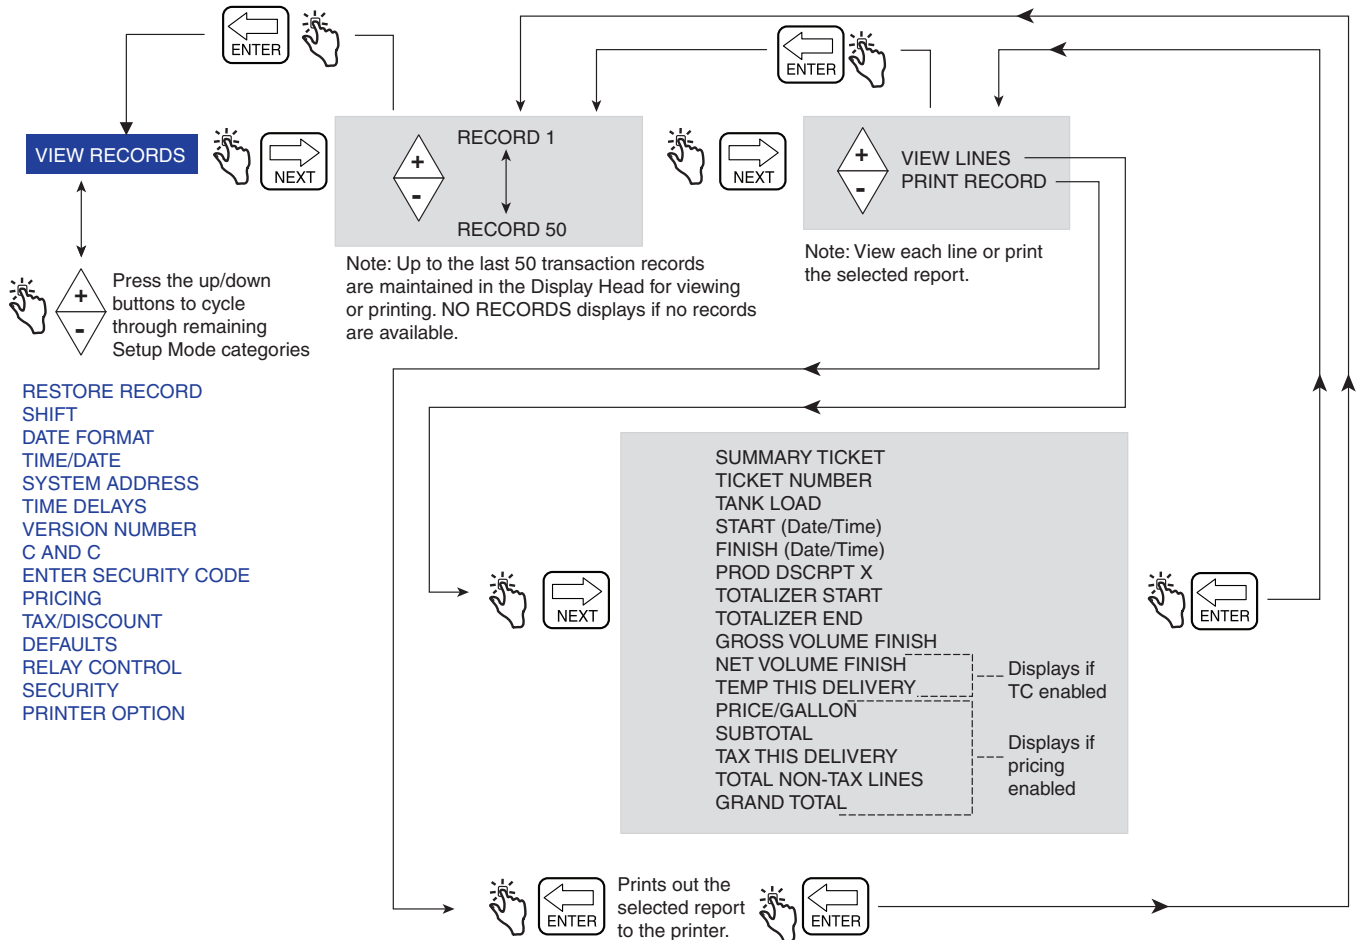 ENTER
ENTER
VIEW RECORDS
NEXT
+
-
RECORD 1
RECORD 50
NEXT
+
-
VIEW LINES
PRINT RECORD
Note: Up to the last 50 transaction records
are maintained in the Display Head for viewing
or printing. NO RECORDS displays if no records
are available.
Note: View each line or print
the selected report.
+
-
Press the up/down
buttons to cycle
through remaining
Setup Mode categories
RESTORE RECORD
SHIFT
DATE FORMAT
TIME/DATE
SYSTEM ADDRESS
TIME DELAYS
VERSION NUMBER
C AND C
ENTER SECURITY CODE
PRICING
TAX/DISCOUNT
DEFAULTS
RELAY CONTROL
SECURITY
PRINTER OPTION
NEXT
SUMMARY TICKET
TICKET NUMBER
TANK LOAD
START (Date/Time)
FINISH (Date/Time)
PROD DSCRPT X
TOTALIZER START
TOTALIZER END
GROSS VOLUME FINISH
NET VOLUME FINISH
TEMP THIS DELIVERY
PRICE/GALLON
SUBTOTAL
TAX THIS DELIVERY
TOTAL NON-TAX LINES
GRAND TOTAL
Displays if
TC enabled
Displays if
pricing
enabled
ENTER
ENTER
Prints out the
selected report
to the printer.
ENTER